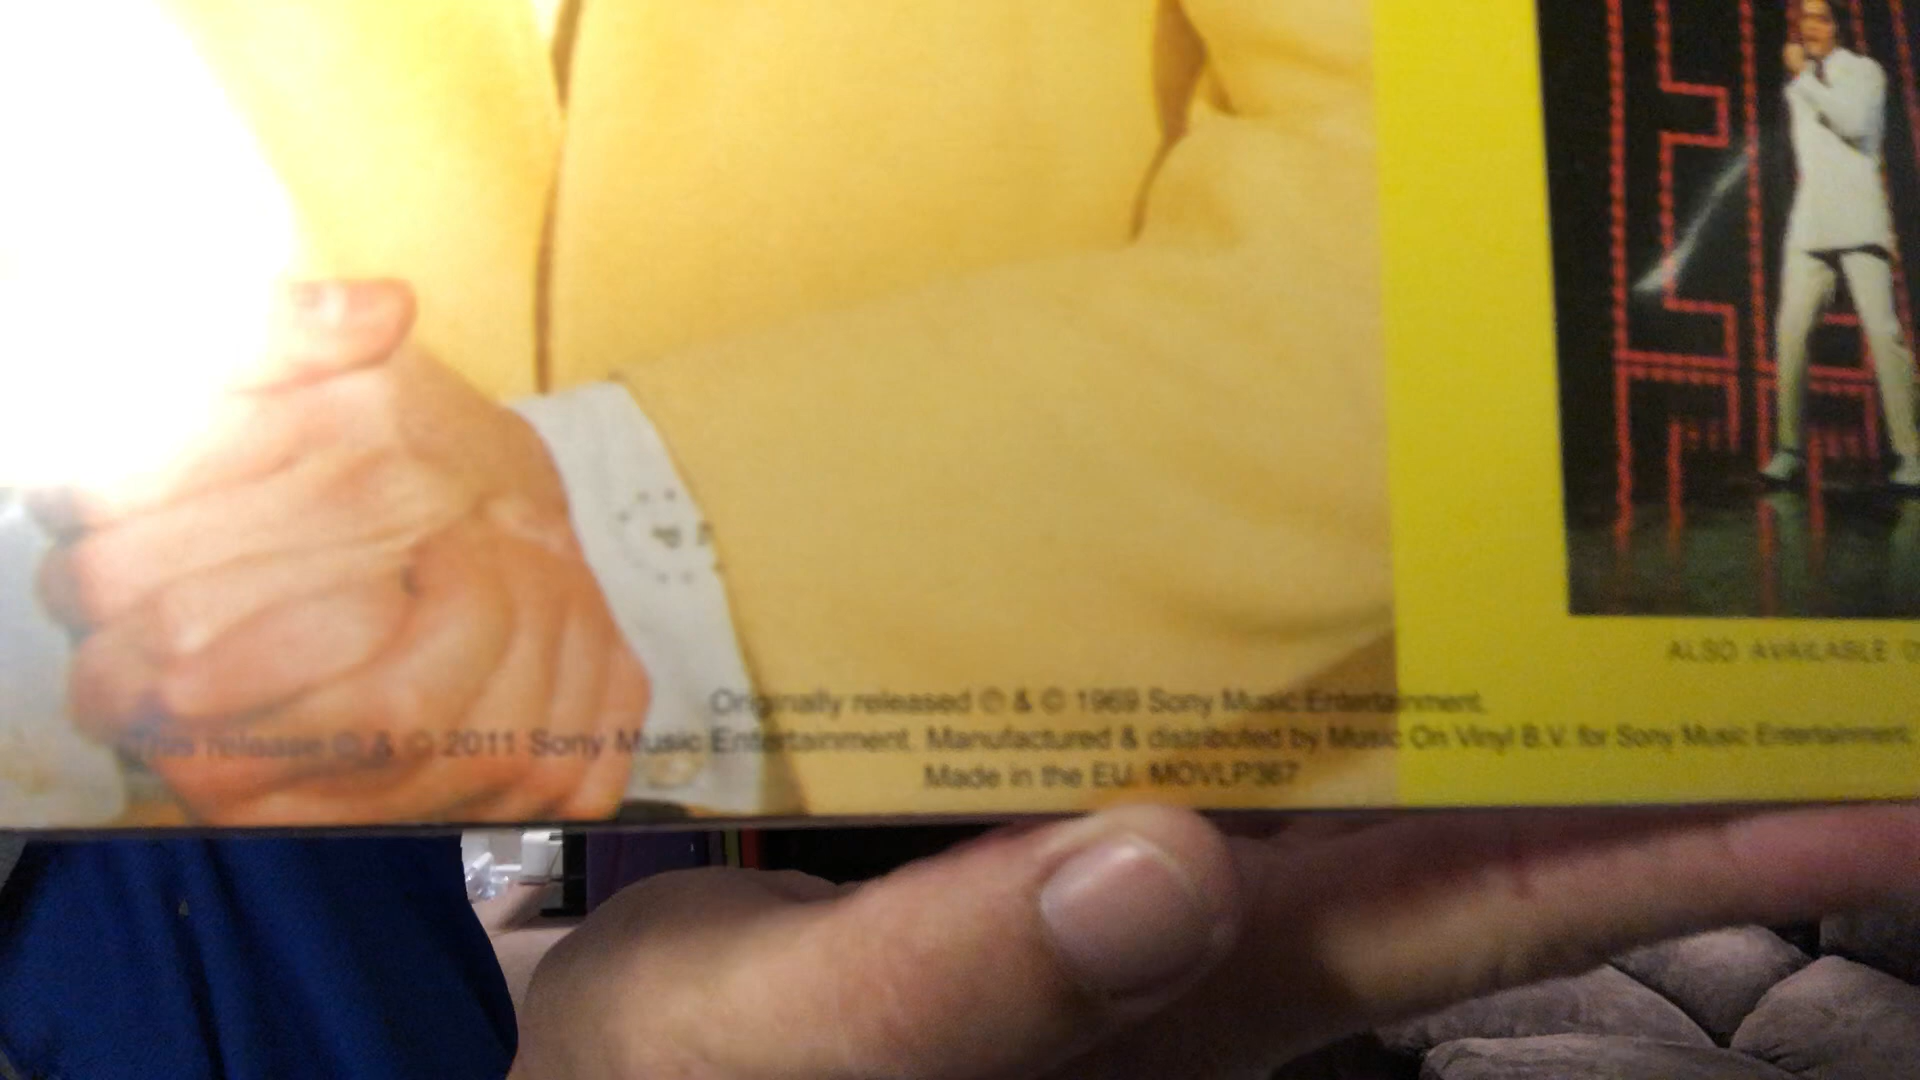 ALSO AVAILABLE
Originally released ℗ & © 1969 Sony Music Entertainment.
This release ℗ & © 2011 Sony Music Entertainment. Manufactured & distributed by Music On Vinyl B.V. for Sony Music Entertainment.
Made in the EU. MOVLP367